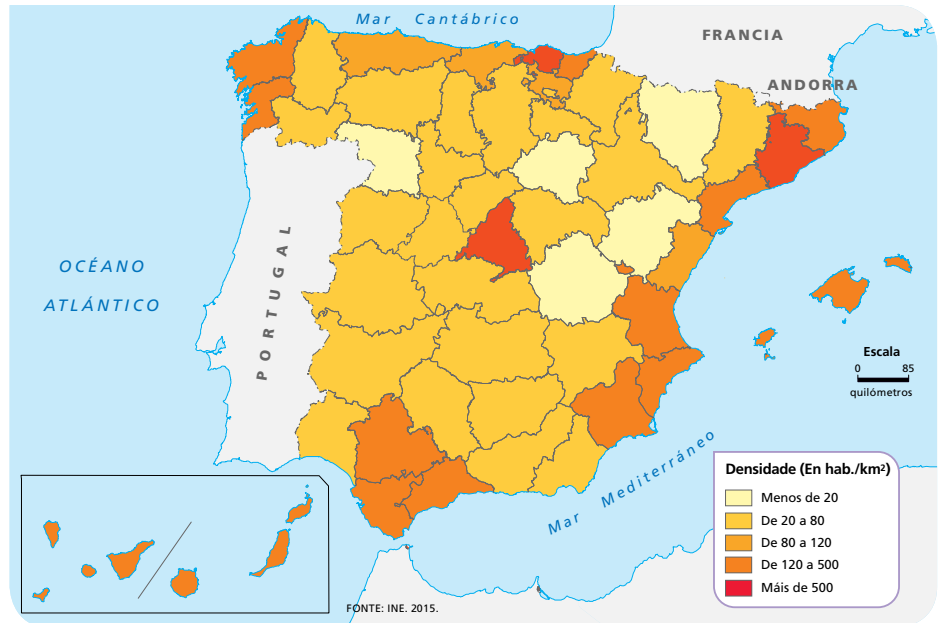 Mar Cantábrico
FRANCIA
ANDORRA
OCÉANO
ATLÁNTICO
PORTUGAL
Escala
0 85
quilómetros
Mar Mediterráneo
Densidade (En hab./km²)
Menos de 20
De 20 a 80
De 80 a 120
De 120 a 500
Máis de 500
FONTE: INE. 2015.